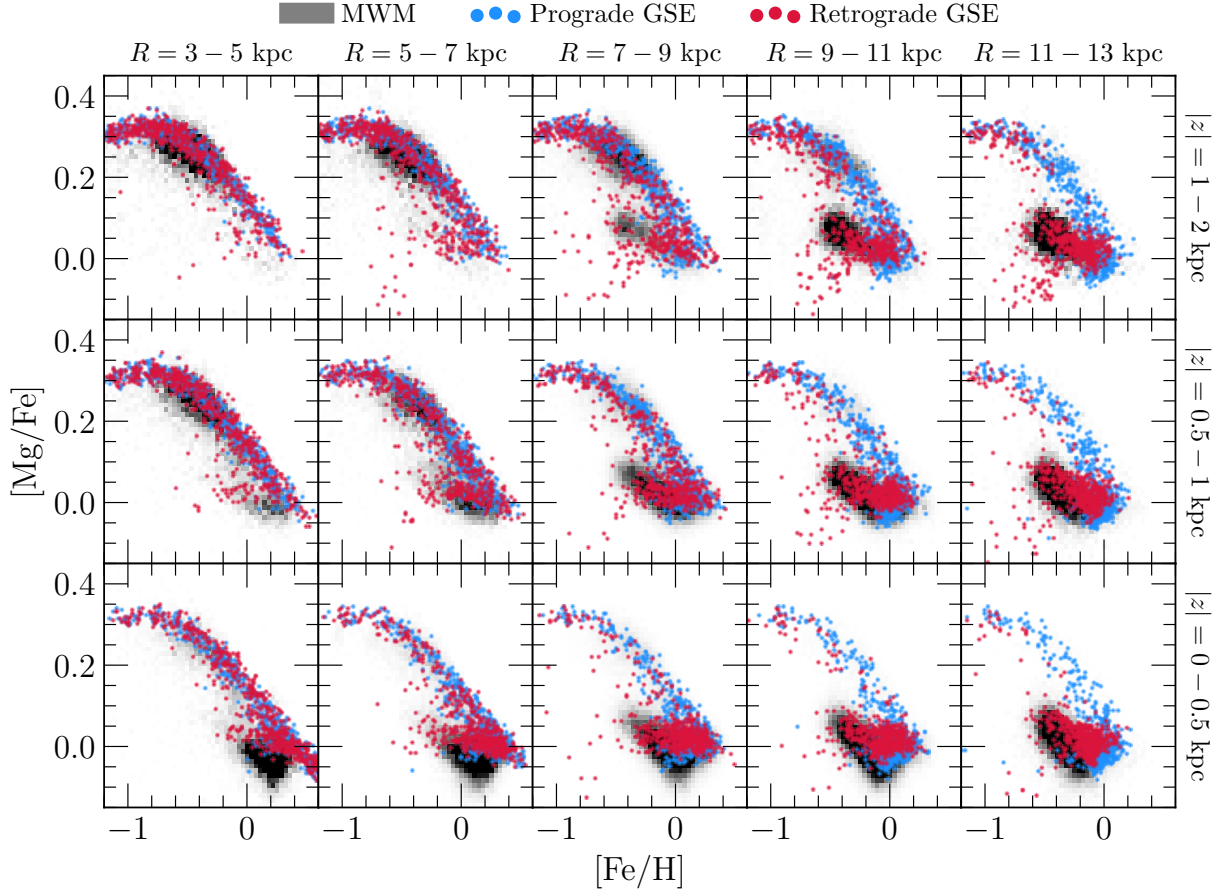 MWM Prograde GSE Retrograde GSE
R = 3 − 5 kpc R = 5 − 7 kpc R = 7 − 9 kpc R = 9 − 11 kpc R = 11 − 13 kpc
0.4
0.2
0.0
|z| = 1 − 2 kpc
0.4
0.2
0.0
|z| = 0.5 − 1 kpc
[Mg/Fe]
0.4
0.2
0.0
|z| = 0 − 0.5 kpc
−1 0 −1 0 −1 0 −1 0 −1 0
[Fe/H]